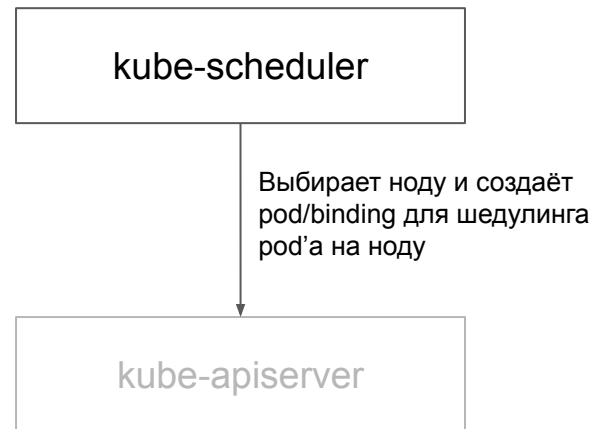 kube-scheduler
Выбирает ноду и создаёт
pod/binding для шедулинга
pod’а на ноду
kube-apiserver